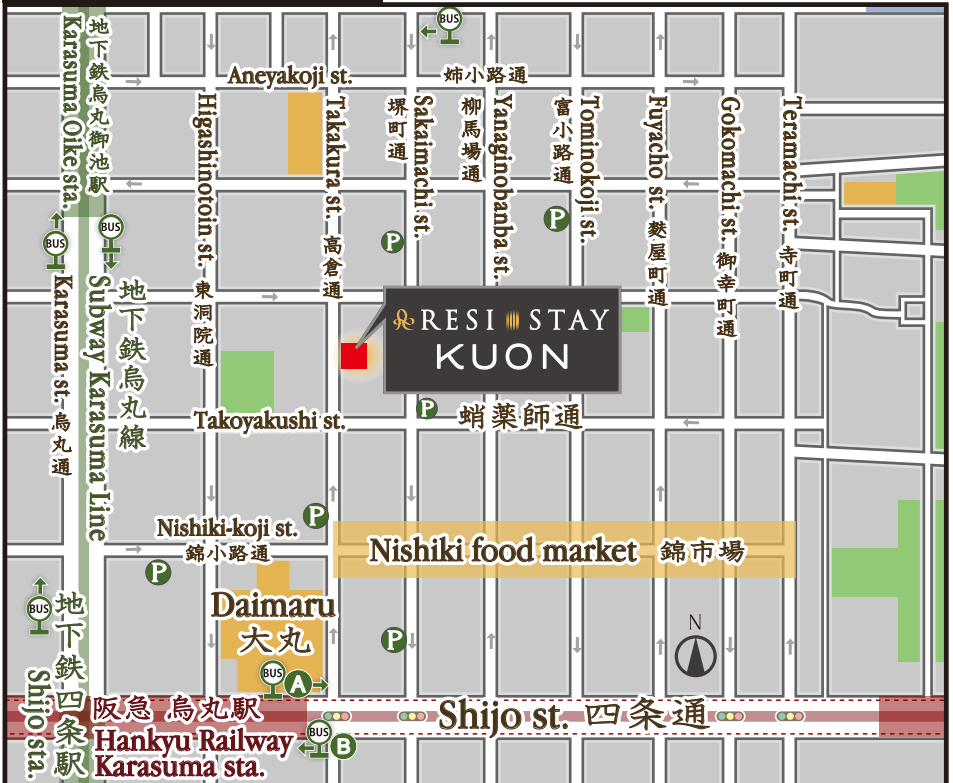 BUS
地下鉄烏丸御池駅
Karasuma Oike sta.
Aneyakoji st.
姉小路通
Higashinotoin st. 東洞院通
Takakura st. 高倉通
堺町通
Sakaimachi st.
柳馬場通
Yanaginobanba st.
富小路通
Tominokoji st.
Fuyacho st. 麩屋町通
Gokomachi st. 御幸町通
Teramachi st. 寺町通
BUS
BUS
P
P
Karasuma st. 烏丸通
Subway Karasuma Line
地下鉄烏丸線
RESI STAY
KUON
P
Takoyakushi st.
蛸薬師通
P
Nishiki-koji st.
錦小路通
Nishiki food market 錦市場
P
BUS
Daimaru
大丸
P
N
BUS
A
地下鉄四条駅
Shijo sta.
阪急 烏丸駅
Hankyu Railway
Karasuma sta.
BUS
B
Shijo st. 四条通